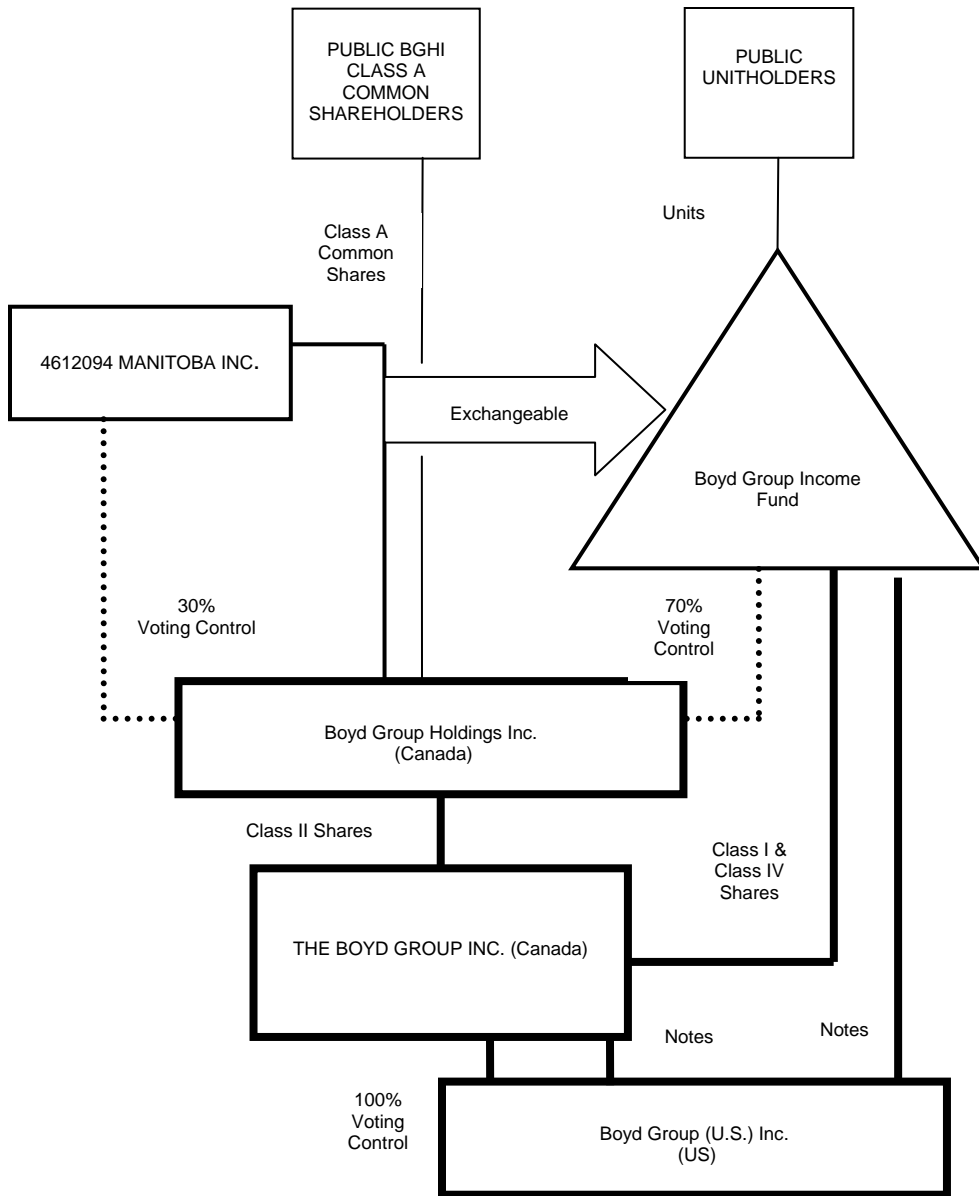 PUBLIC BGHI
CLASS A
COMMON
SHAREHOLDERS
PUBLIC
UNITHOLDERS
Class A
Common
Shares
Units
4612094 MANITOBA INC.
Exchangeable
Boyd Group Income
Fund
30%
Voting Control
70%
Voting
Control
Boyd Group Holdings Inc.
(Canada)
Class II Shares
Class I &
Class IV
Shares
THE BOYD GROUP INC. (Canada)
Notes
Notes
100%
Voting
Control
Boyd Group (U.S.) Inc.
(US)